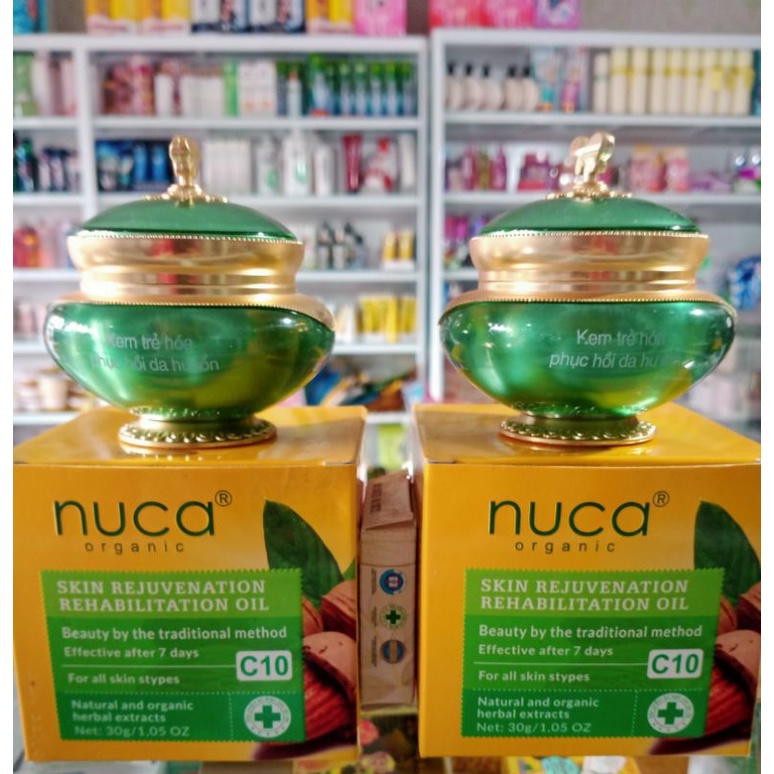 Kem trẻ hóa
phục hồi da hư tổn
Kem trẻ hóa
phục hồi da hư
nuca®
organic
SKIN REJUVENATION
REHABILITATION OIL
Beauty by the traditional method
Effective after 7 days
C10
For all skin stypes
Natural and organic
herbal extracts
Net: 30g/1,05 OZ
nuca®
organic
SKIN REJUVENATION
REHABILITATION OIL
Beauty by the traditional method
Effective after 7 days
C10
For all skin stypes
Natural and organic
herbal extracts
Net: 30g/1,05 OZ